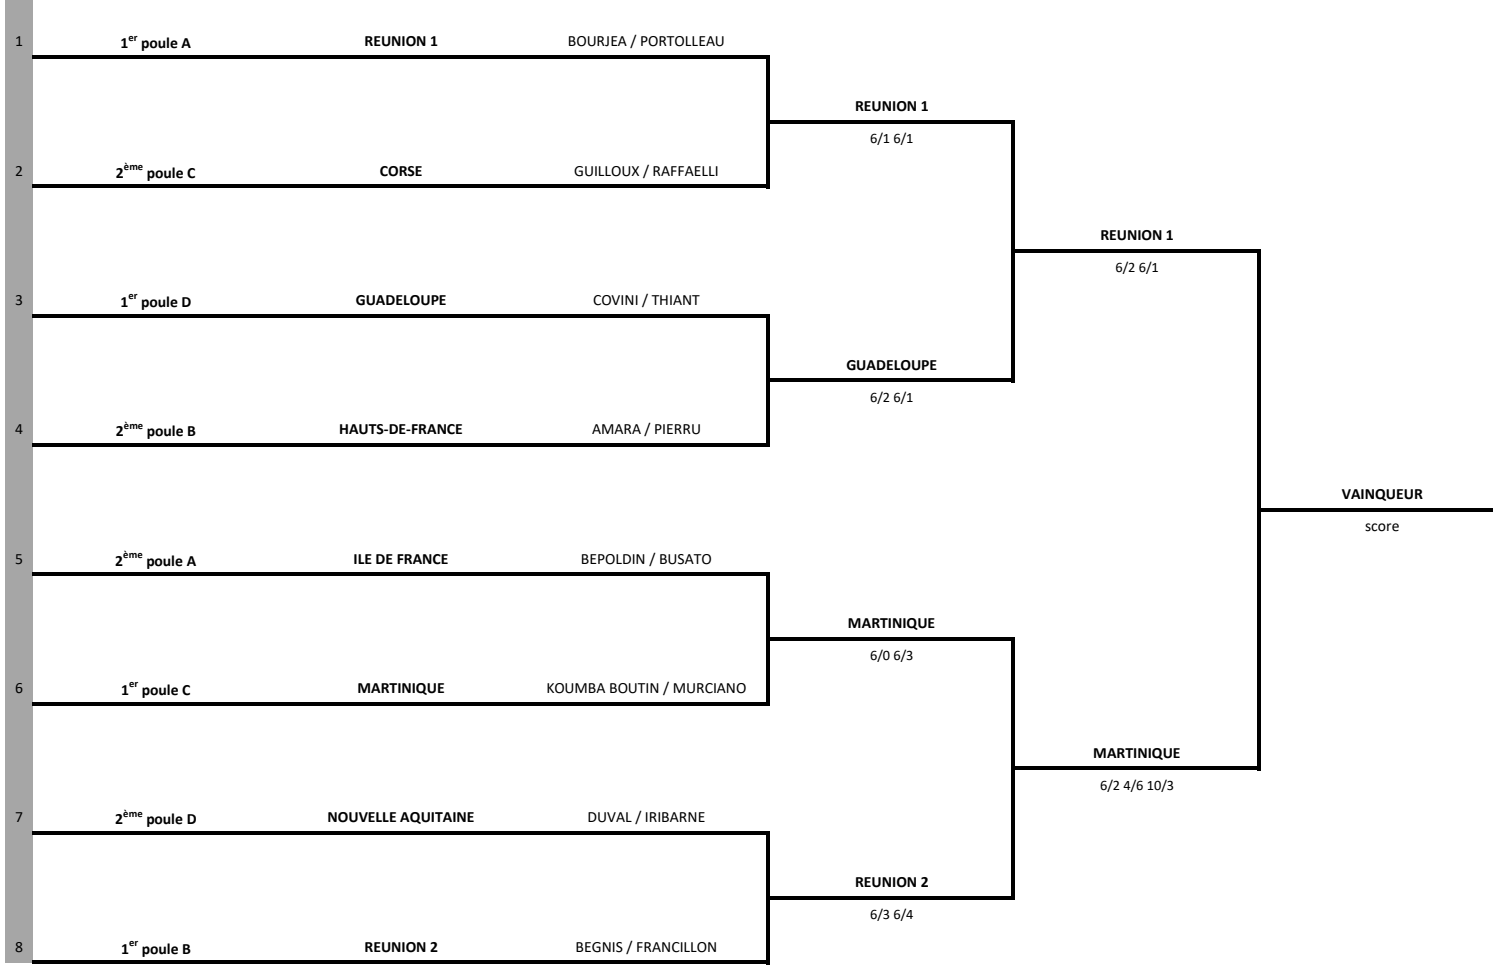 1 1er poule A REUNION 1 BOURJEA / PORTOLLEAU
REUNION 1
6/1 6/1
2 2ème poule C CORSE GUILLOUX / RAFFAELLI
REUNION 1
6/2 6/1
3 1er poule D GUADELOUPE COVINI / THIANT
GUADELOUPE
6/2 6/1
4 2ème poule B HAUTS-DE-FRANCE AMARA / PIERRU
VAINQUEUR
score
5 2ème poule A ILE DE FRANCE BEPOLDIN / BUSATO
MARTINIQUE
6/0 6/3
6 1er poule C MARTINIQUE KOUMBA BOUTIN / MURCIANO
MARTINIQUE
6/2 4/6 10/3
7 2ème poule D NOUVELLE AQUITAINE DUVAL / IRIBARNE
REUNION 2
6/3 6/4
8 1er poule B REUNION 2 BEGNIS / FRANCILLON